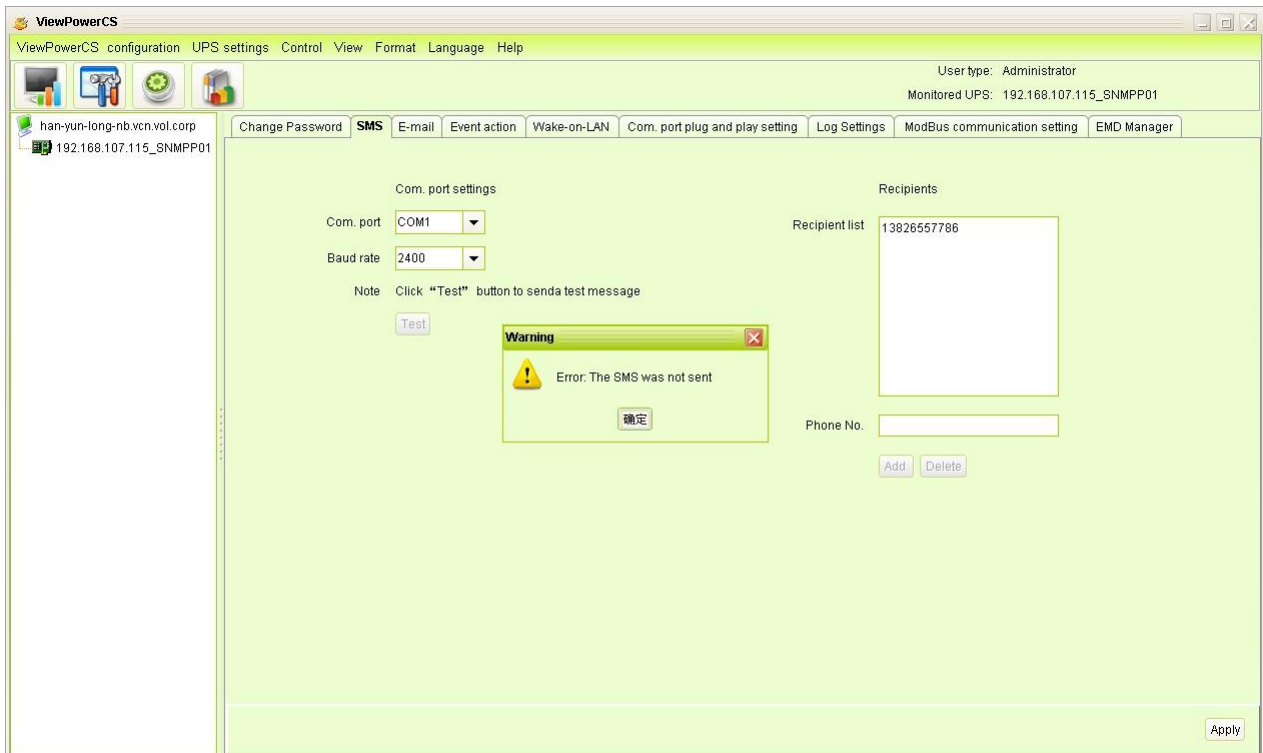 ViewPowerCS
ViewPowerCS configuration UPS settings Control View Format Language Help
User type: Administrator
Monitored UPS: 192.168.107.115_SNMPP01
han-yun-long-nb.vcn.vol.corp
192.168.107.115_SNMPP01
Change Password SMS E-mail Event action Wake-on-LAN Com. port plug and play setting Log Settings ModBus communication setting EMD Manager
Com. port settings
Com. port COM1
Baud rate 2400
Note Click “Test” button to senda test message
Test
Recipients
Recipient list 13826557786
Phone No.
Add Delete
Warning
Error: The SMS was not sent
确定
Apply